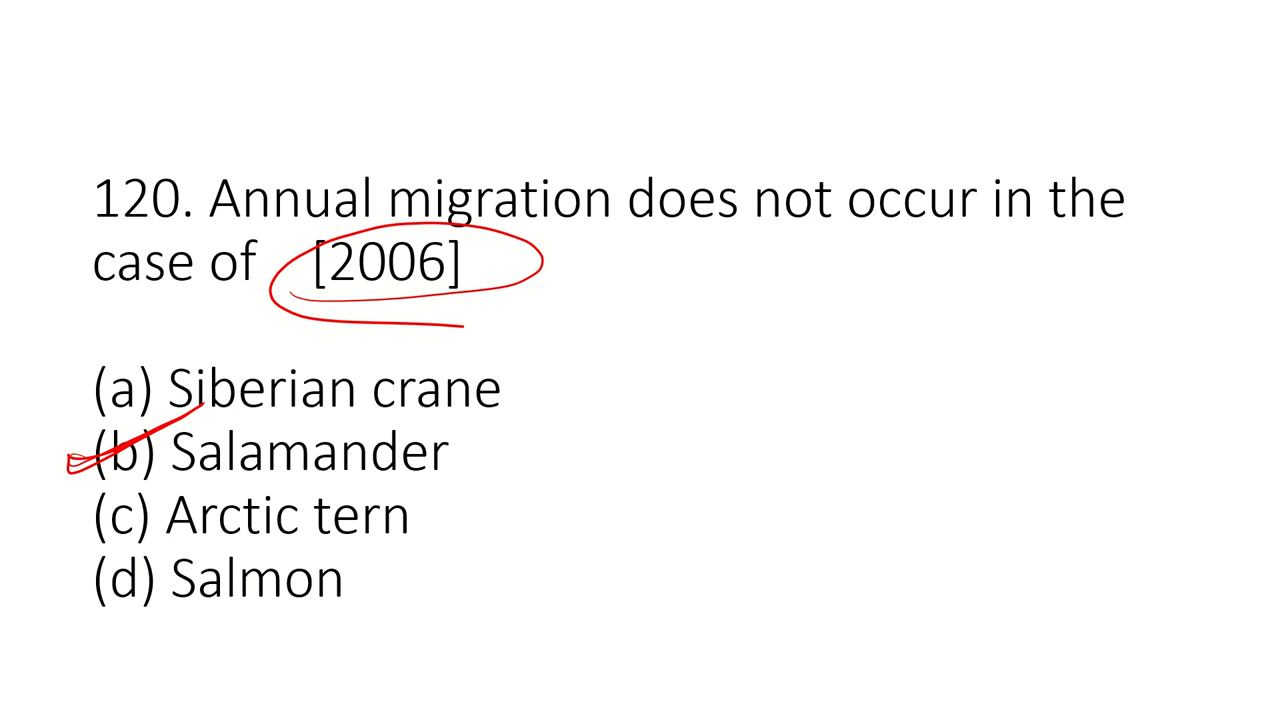 120. Annual migration does not occur in the
case of [2006]
(a) Siberian crane
(b) Salamander
(c) Arctic tern
(d) Salmon